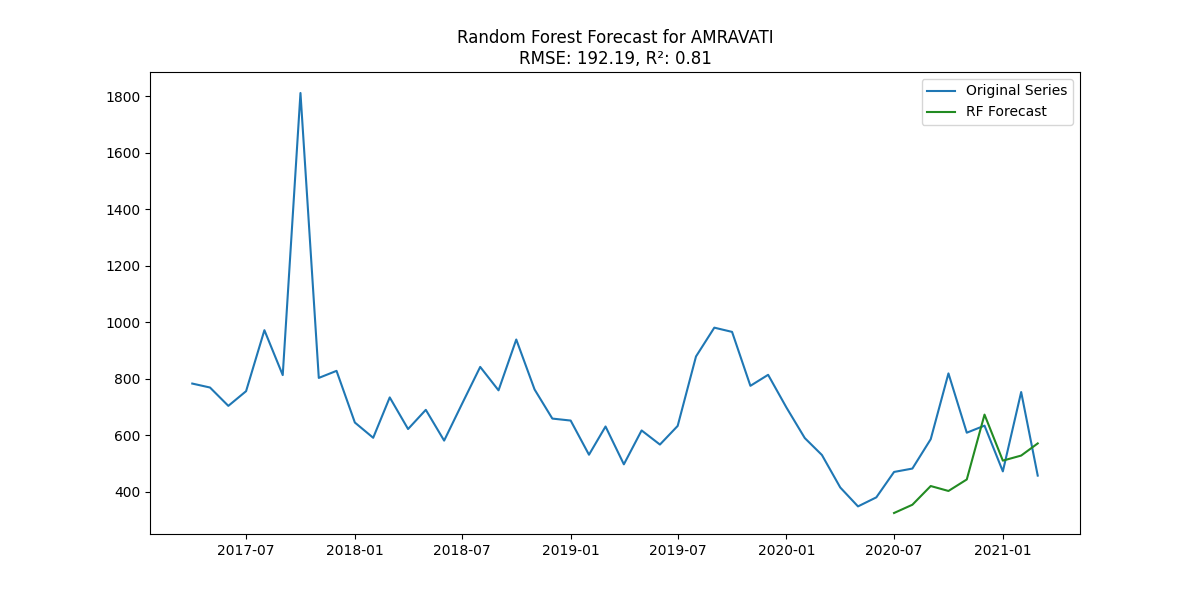 Random Forest Forecast for AMRAVATI
RMSE: 192.19, R²: 0.81
Original Series
RF Forecast
1800
1600
1400
1200
1000
800
600
400
2017-07 2018-01 2018-07 2019-01 2019-07 2020-01 2020-07 2021-01